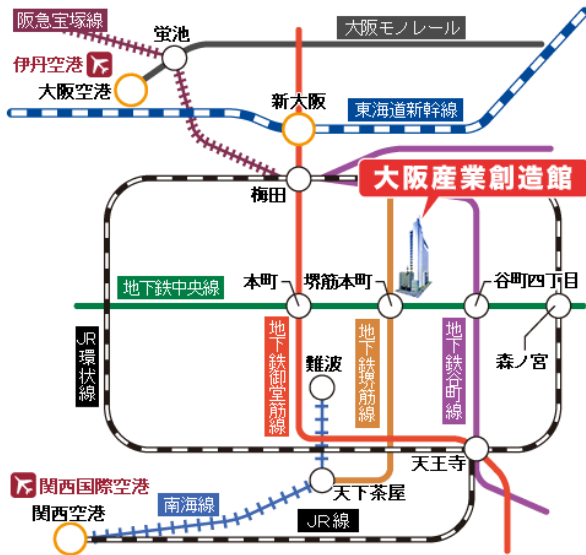 阪急宝塚線
蛍池
大阪モノレール
伊丹空港
大阪空港
新大阪
東海道新幹線
梅田
大阪産業創造館
地下鉄中央線
本町
堺筋本町
谷町四丁目
森ノ宮
JR環状線
地下鉄御堂筋線
難波
地下鉄堺筋線
地下鉄谷町線
天王寺
天下茶屋
関西国際空港
関西空港
南海線
JR線